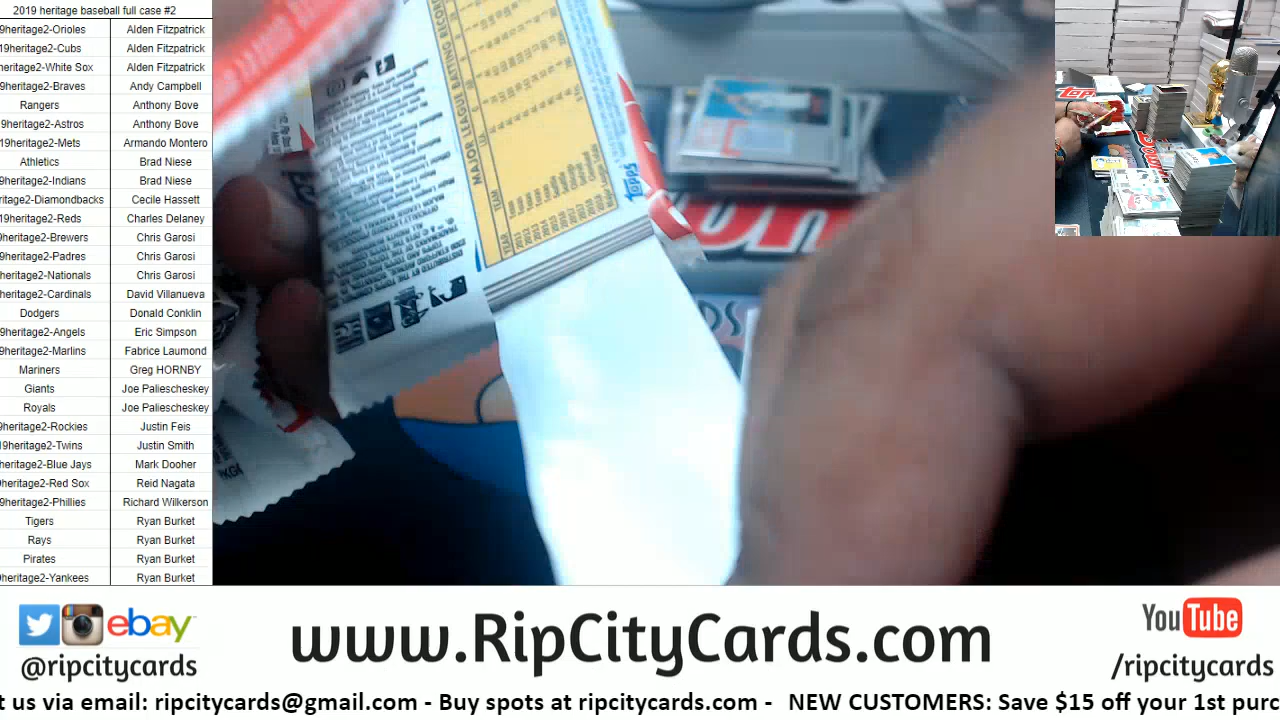 2019 heritage baseball full case #2
9heritage2-Orioles Alden Fitzpatrick
19heritage2-Cubs Alden Fitzpatrick
heritage2-White Sox Alden Fitzpatrick
9heritage2-Braves Andy Campbell
Rangers Anthony Bove
9heritage2-Astros Anthony Bove
19heritage2-Mets Armando Montero
Athletics Brad Niese
9heritage2-Indians Brad Niese
ritage2-Diamondbacks Cecile Hassett
19heritage2-Reds Charles Delaney
heritage2-Brewers Chris Garosi
9heritage2-Padres Chris Garosi
heritage2-Nationals Chris Garosi
heritage2-Cardinals David Villanueva
Dodgers Donald Conklin
9heritage2-Angels Eric Simpson
9heritage2-Marlins Fabrice Laumond
Mariners Greg HORNBY
Giants Joe Paliescheskey
Royals Joe Paliescheskey
9heritage2-Rockies Justin Feis
19heritage2-Twins Justin Smith
heritage2-Blue Jays Mark Dooher
heritage2-Red Sox Reid Nagata
9heritage2-Phillies Richard Wilkerson
Tigers Ryan Burket
Rays Ryan Burket
Pirates Ryan Burket
heritage2-Yankees Ryan Burket
MAJOR LEAGUE BATING RECORD
YEAR TEAM
topps
ebay
@ripcitycards
www.RipCityCards.com
YouTube
/ripcitycards
t us via email: ripcitycards@gmail.com - Buy spots at ripcitycards.com - NEW CUSTOMERS: Save $15 off your 1st purc